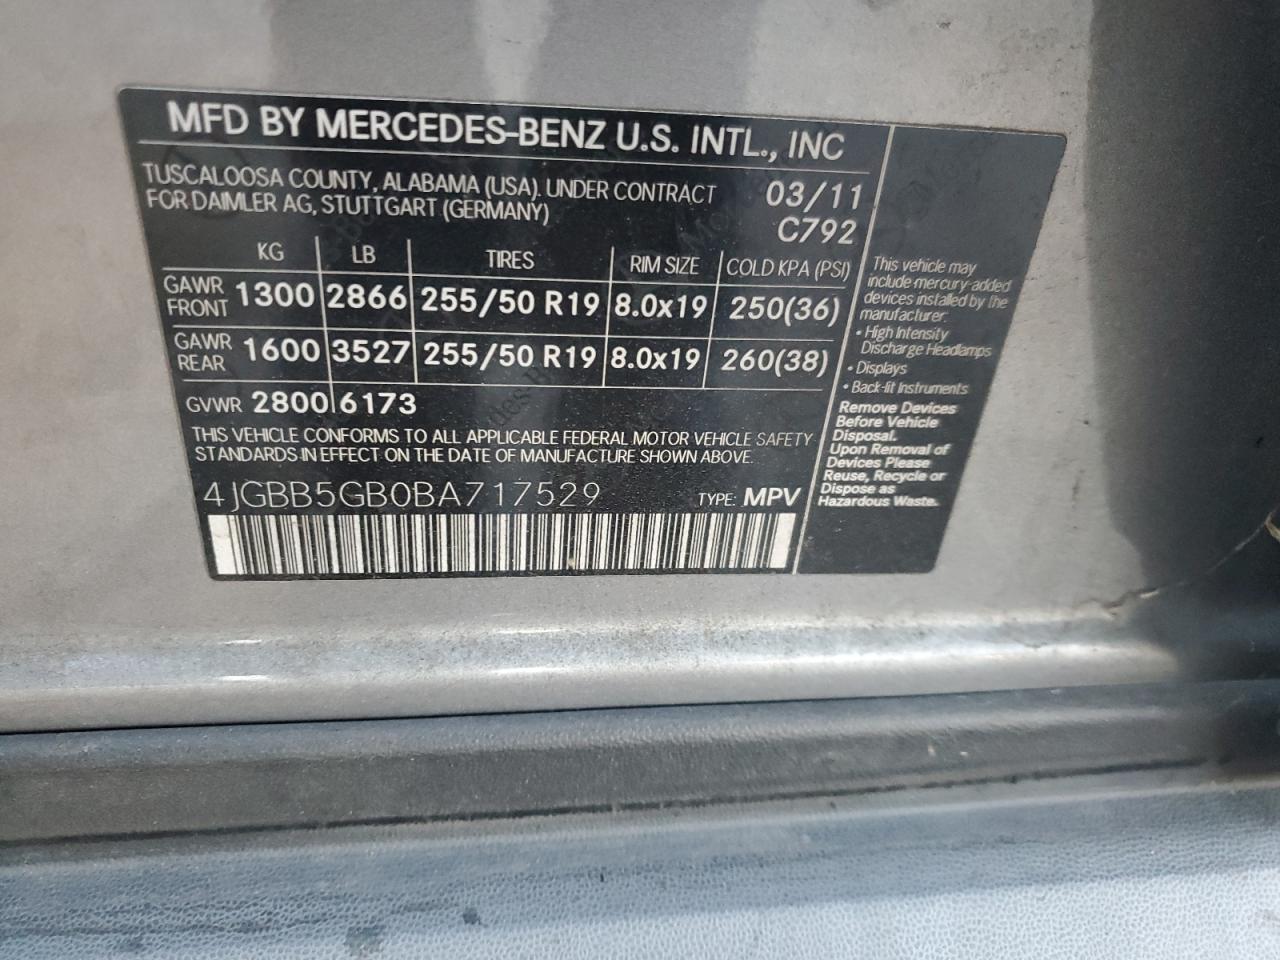 MFD BY MERCEDES-BENZ U.S. INTL., INC
TUSCALOOSA COUNTY, ALABAMA (USA). UNDER CONTRACT
FOR DAIMLER AG, STUTTGART (GERMANY)
03/11
C792
KG LB TIRES RIM SIZE COLD KPA (PSI)
GAWR FRONT 1300 2866 255/50 R19 8.0x19 250(36)
GAWR REAR 1600 3527 255/50 R19 8.0x19 260(38)
GVWR 2800 6173
THIS VEHICLE CONFORMS TO ALL APPLICABLE FEDERAL MOTOR VEHICLE SAFETY
STANDARDS IN EFFECT ON THE DATE OF MANUFACTURE SHOWN ABOVE.
4JGBB5GB0BA717529 TYPE: MPV
This vehicle may
include mercury-added
devices installed by the
manufacturer:
• High Intensity
Discharge Headlamps
• Displays
• Back-lit Instruments
Remove Devices
Before Vehicle
Disposal.
Upon Removal of
Devices Please
Reuse, Recycle or
Dispose as
Hazardous Waste.